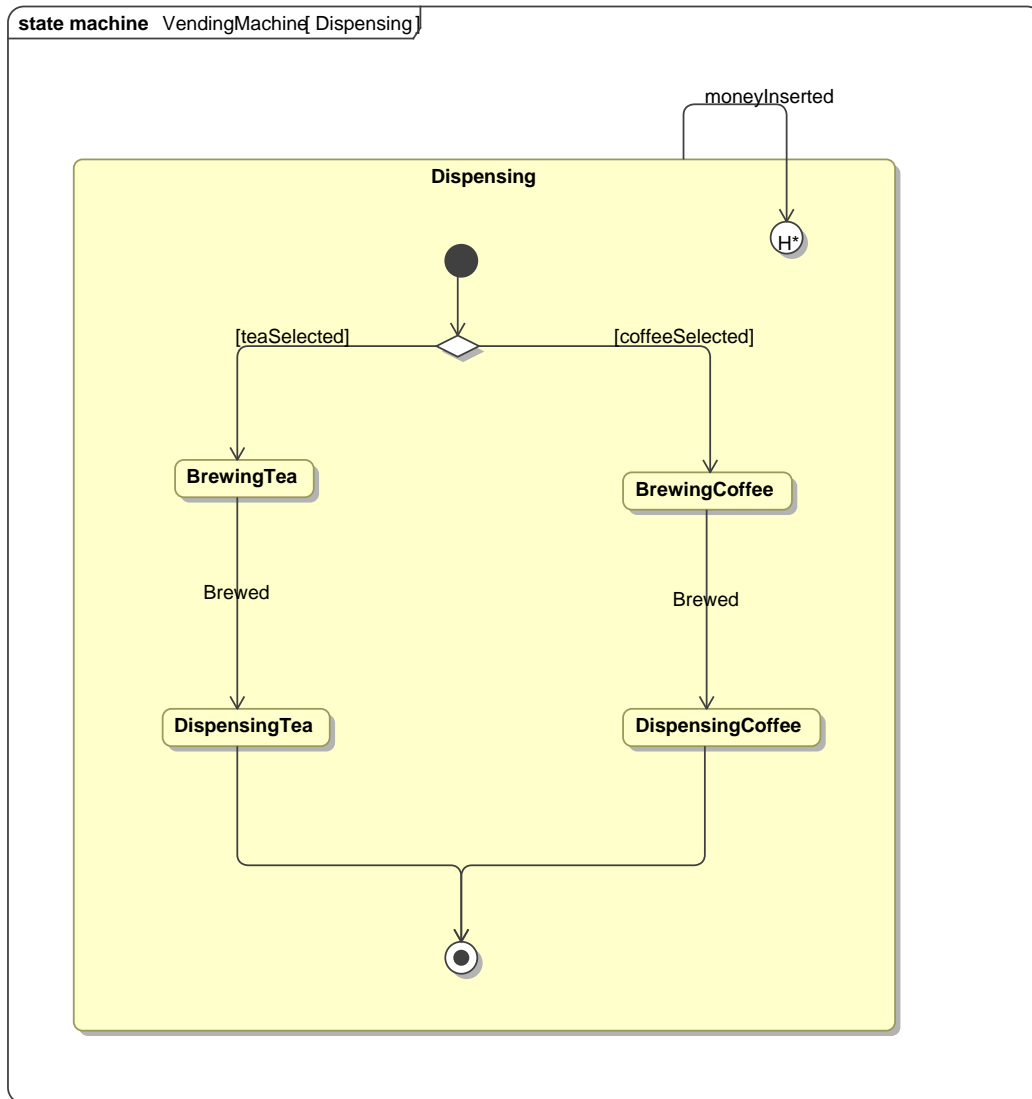 state machine VendingMachine[ Dispensing ]
moneyInserted
Dispensing
H*
[teaSelected]
[coffeeSelected]
BrewingTea
BrewingCoffee
Brewed
Brewed
DispensingTea
DispensingCoffee